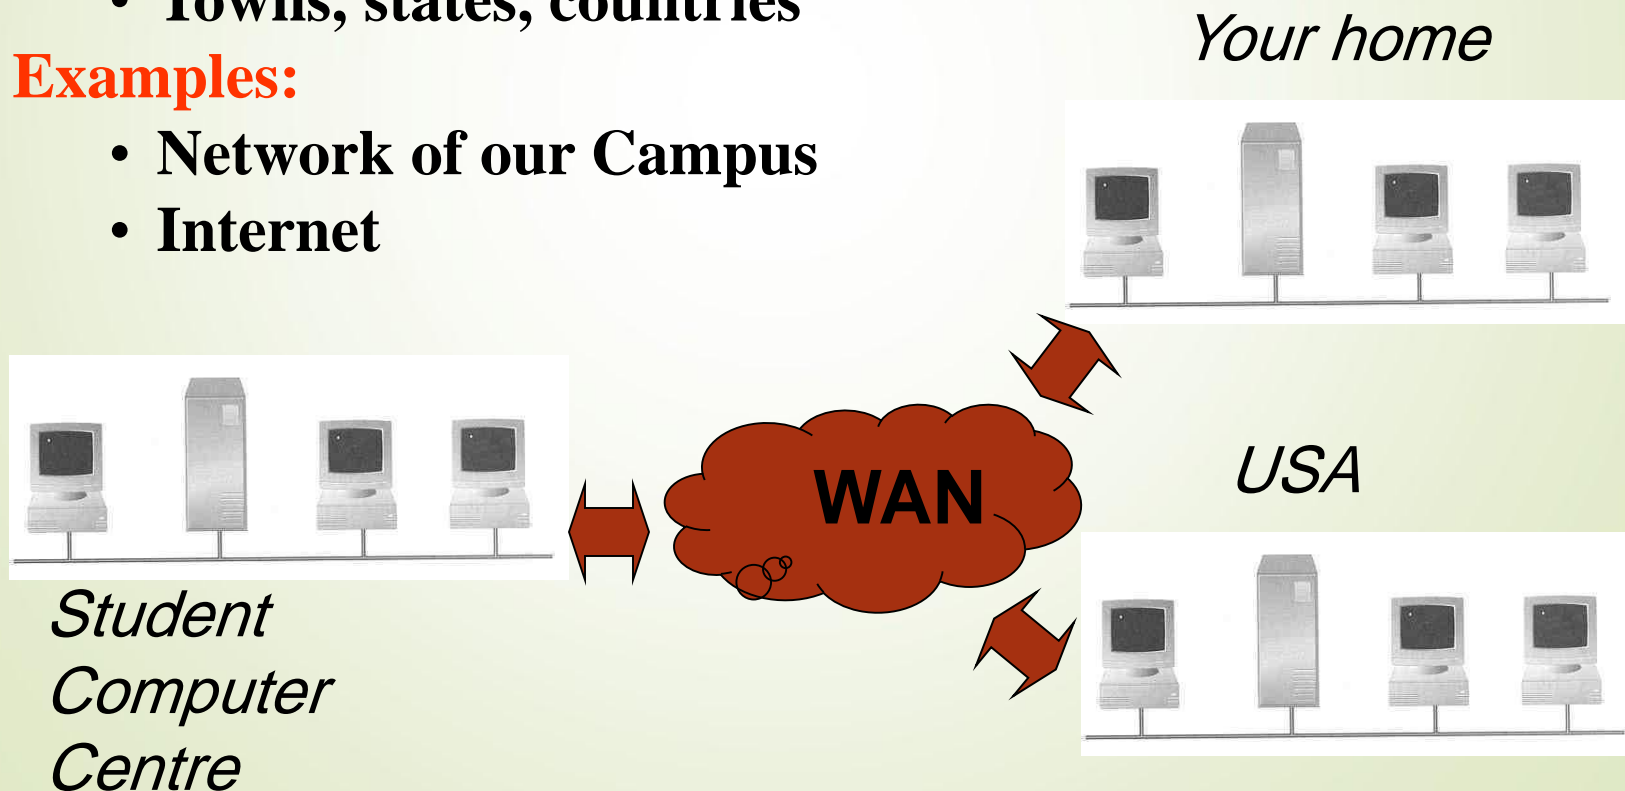 • Towns, states, countries
Examples:
• Network of our Campus
• Internet
Your home
WAN
USA
Student
Computer
Centre